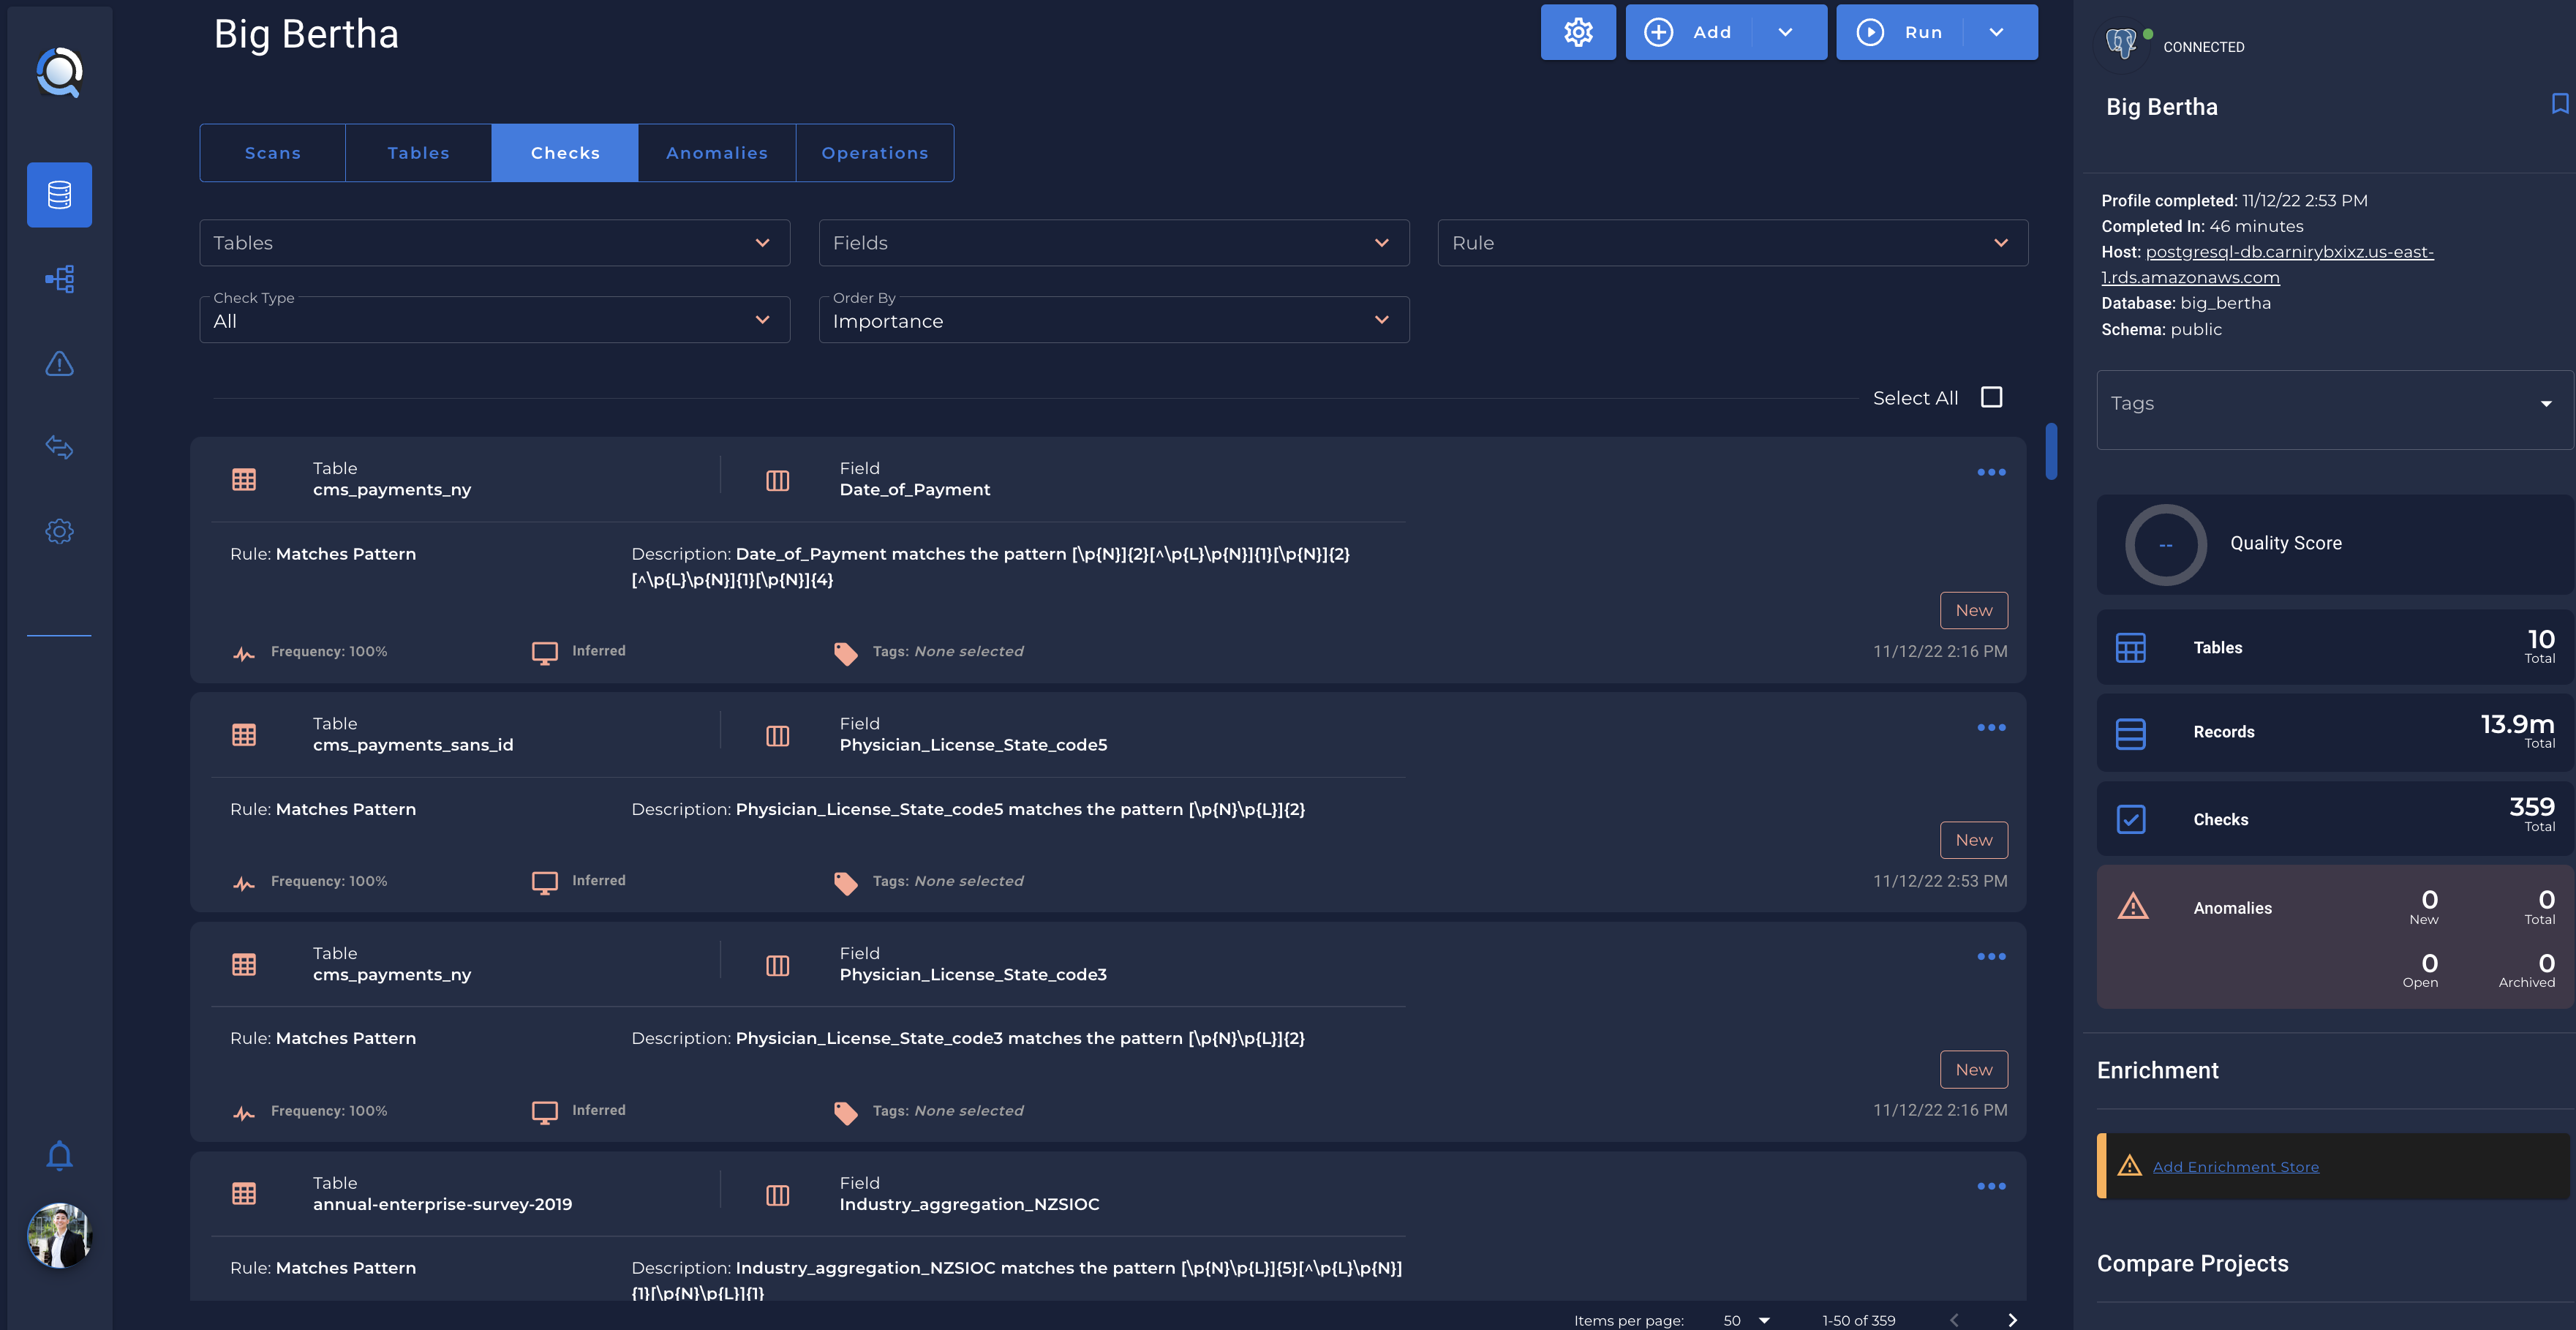 Big Bertha
Add
Run
Scans
Tables
Checks
Anomalies
Operations
Tables
Fields
Rule
Check Type
All
Order By
Importance
Select All
Table
cms_payments_ny
Field
Date_of_Payment
Rule: Matches Pattern
Description: Date_of_Payment matches the pattern [\p{N}]{2}[^\p{L}\p{N}]{1}[\p{N}]{2}
[^\p{L}\p{N}]{1}[\p{N}]{4}
New
Frequency: 100%
Inferred
Tags: None selected
11/12/22 2:16 PM
Table
cms_payments_sans_id
Field
Physician_License_State_code5
Rule: Matches Pattern
Description: Physician_License_State_code5 matches the pattern [\p{N}\p{L}]{2}
New
Frequency: 100%
Inferred
Tags: None selected
11/12/22 2:53 PM
Table
cms_payments_ny
Field
Physician_License_State_code3
Rule: Matches Pattern
Description: Physician_License_State_code3 matches the pattern [\p{N}\p{L}]{2}
New
Frequency: 100%
Inferred
Tags: None selected
11/12/22 2:16 PM
Table
annual-enterprise-survey-2019
Field
Industry_aggregation_NZSIOC
Rule: Matches Pattern
Description: Industry_aggregation_NZSIOC matches the pattern [\p{N}\p{L}]{5}[^\p{L}\p{N}]
{1}[\p{N}\p{L}]{1}
Items per page:
50
1-50 of 359
CONNECTED
Big Bertha
Profile completed: 11/12/22 2:53 PM
Completed In: 46 minutes
Host: postgresql-db.carnirybxixz.us-east-
1.rds.amazonaws.com
Database: big_bertha
Schema: public
Tags
--
Quality Score
Tables
10
Total
Records
13.9m
Total
Checks
359
Total
Anomalies
0
New
0
Total
0
Open
0
Archived
Enrichment
Add Enrichment Store
Compare Projects